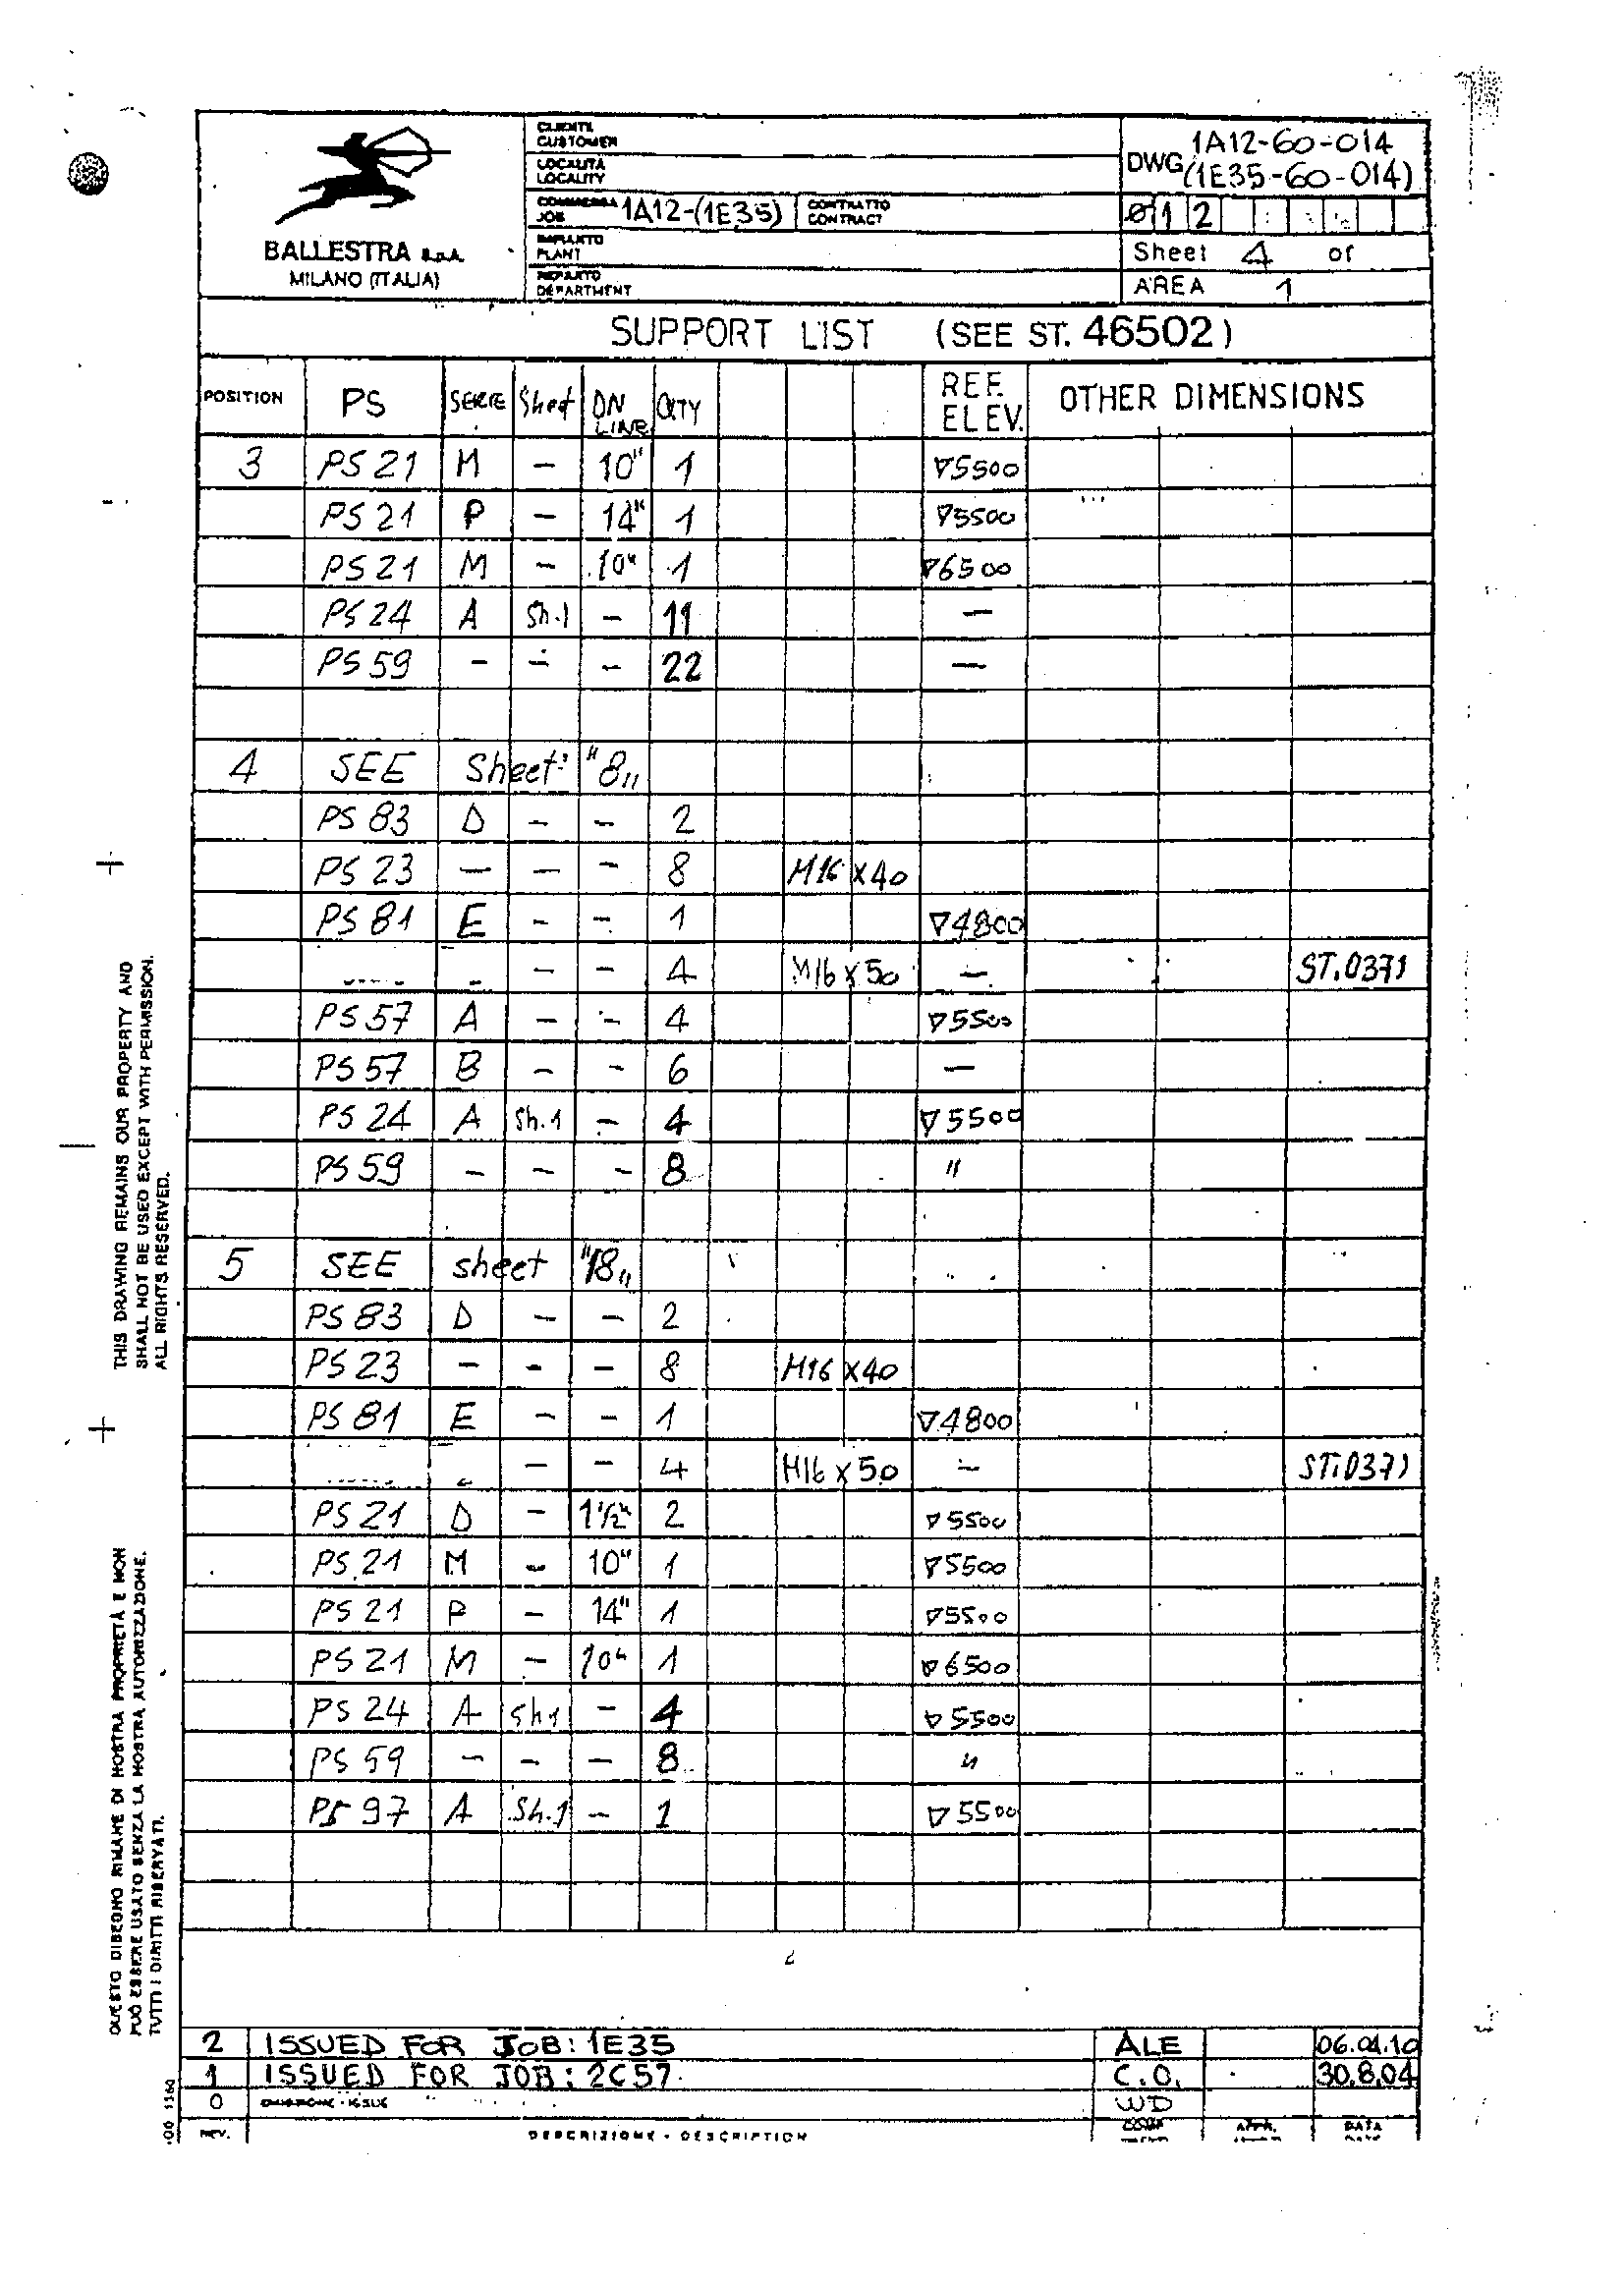 CLIENTE
CUSTOMER
LOCALITA
LOCALITY
COMMESSA
JOB 1A12-(1E35)
CONTRATTO
CONTRACT
IMPIANTO
PLANT
REPARTO
DEPARTMENT
BALLESTRA S.p.A.
MILANO (ITALIA)
1A12-60-014
DWG (1E35-60-014)
0 1 2
Sheet 4 of
AREA 1
SUPPORT LIST (SEE ST. 46502)
POSITION PS SERIE Sheet DN LINE QTY REF. ELEV. OTHER DIMENSIONS
3 PS 21 M - 10" 1 ▽5500
PS 21 P - 14" 1 ▽5500
PS 21 M - 10" 1 ▽6500
PS 24 A Sh.1 - 11 -
PS 59 - - - 22 -
4 SEE Sheet "8"
PS 83 D - - 2
PS 23 - - - 8 M16 x 40
PS 81 E - - 1 ▽4800
- - 4 M16 x 50 - ST.0371
PS 57 A - - 4 ▽5500
PS 57 B - - 6 -
PS 24 A Sh.1 - 4 ▽5500
PS 59 - - - 8 "
5 SEE sheet "18"
PS 83 D - - 2
PS 23 - - - 8 M16 x 40
PS 81 E - - 1 ▽4800
- - 4 M16 x 50 - ST.0371
PS 21 D - 1½" 2 ▽5500
PS 21 M - 10" 1 ▽5500
PS 21 P - 14" 1 ▽5500
PS 21 M - 10" 1 ▽6500
PS 24 A Sh1 - 4 ▽5500
PS 59 - - - 8 "
PS 97 A Sh.1 - 1 ▽5500
2 ISSUED FOR JOB: 1E35 ALE 06.04.10
1 ISSUED FOR JOB: 2C57 C.O. 30.8.04
0 EMISSIONE - ISSUE WD
REV. DESCRIZIONE - DESCRIPTION APPR. DATA
THIS DRAWING REMAINS OUR PROPERTY AND
SHALL NOT BE USED EXCEPT WITH PERMISSION.
ALL RIGHTS RESERVED.
QUESTO DISEGNO RIMANE DI NOSTRA PROPRIETÀ E NON
PUÒ ESSERE USATO SENZA LA NOSTRA AUTORIZZAZIONE.
TUTTI I DIRITTI RISERVATI.